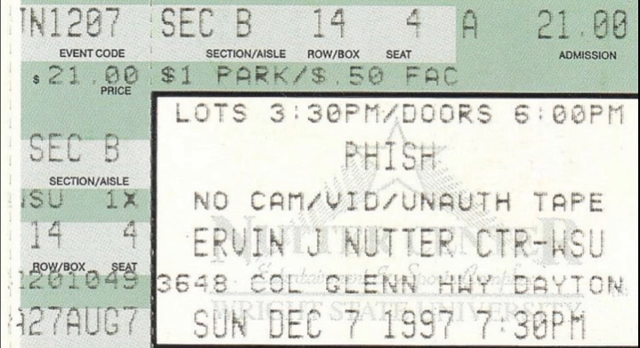 N1207 SEC B 14 4 A 21.00
EVENT CODE SECTION/AISLE ROW/BOX SEAT ADMISSION
$ 21.00 $1 PARK/$.50 FAC
PRICE
LOTS 3:30PM/DOORS 6:00PM
SEC B PHISH
SECTION/AISLE
SU 1X NO CAM/VID/UNAUTH TAPE
14 4 ERVIN J NUTTER CTR-WSU
ROW/BOX SEAT
201049 3648 COL GLENN HWY DAYTON
27AUG7 SUN DEC 7 1997 7:30PM
NUTTER CENTER
WRIGHT STATE UNIVERSITY